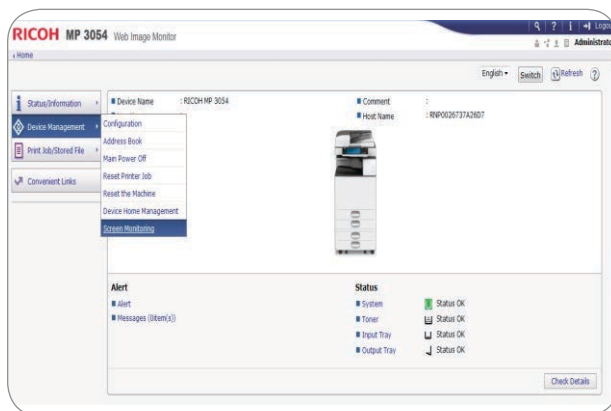 RICOH MP 3054 Web Image Monitor
Logou
Administrato
Home
English
Switch
Refresh
Status/Information
Device Management
Print Job/Stored File
Convenient Links
Device Name : RICOH MP 3054
Comment :
Host Name : RNP0026737A26D7
Configuration
Address Book
Main Power Off
Reset Printer Job
Reset the Machine
Device Home Management
Screen Monitoring
Alert
Alert
Messages (0item(s))
Status
System Status OK
Toner Status OK
Input Tray Status OK
Output Tray Status OK
Check Details